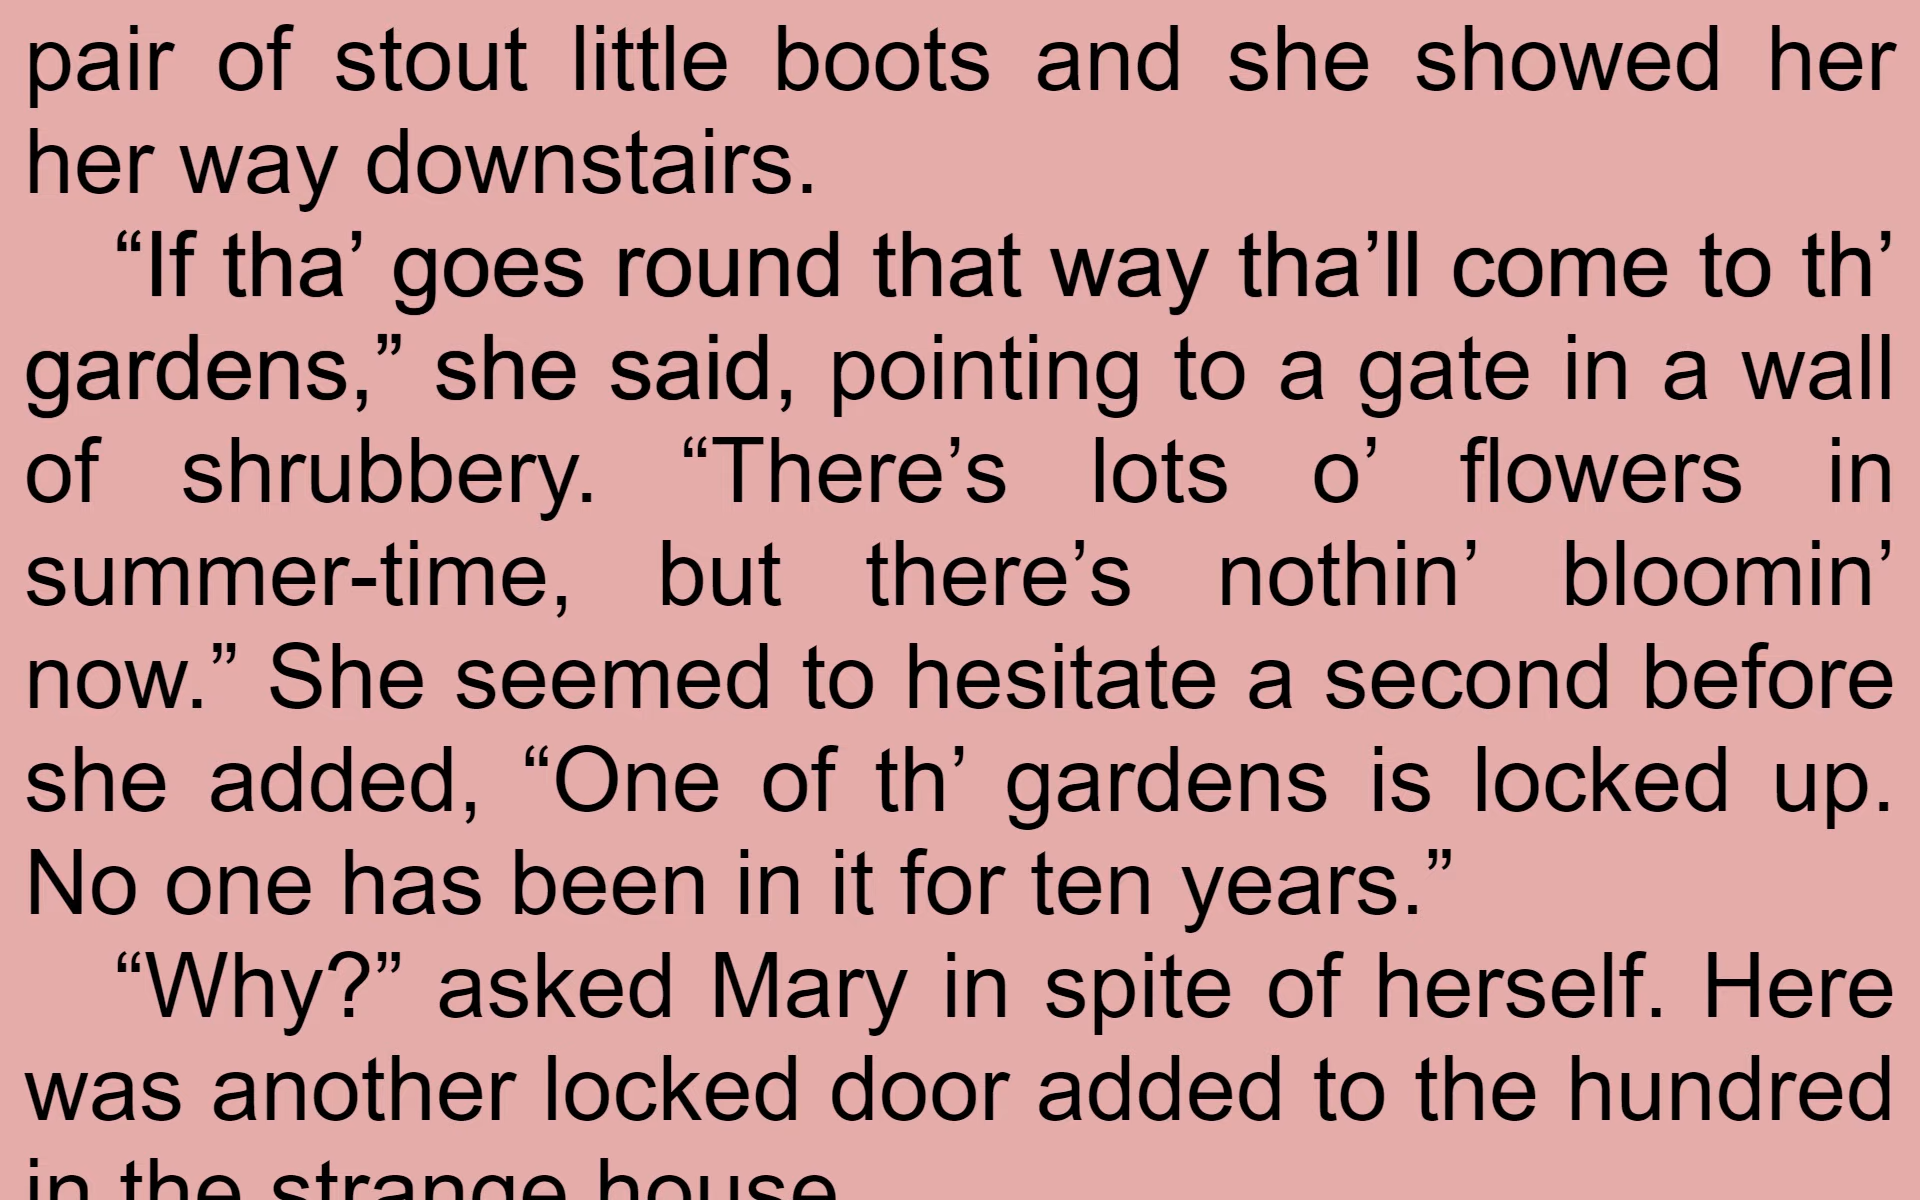 pair of stout little boots and she showed her
her way downstairs.
“If tha’ goes round that way tha’ll come to th’
gardens,” she said, pointing to a gate in a wall
of shrubbery. “There’s lots o’ flowers in
summer-time, but there’s nothin’ bloomin’
now.” She seemed to hesitate a second before
she added, “One of th’ gardens is locked up.
No one has been in it for ten years.”
“Why?” asked Mary in spite of herself. Here
was another locked door added to the hundred
in the strange house.